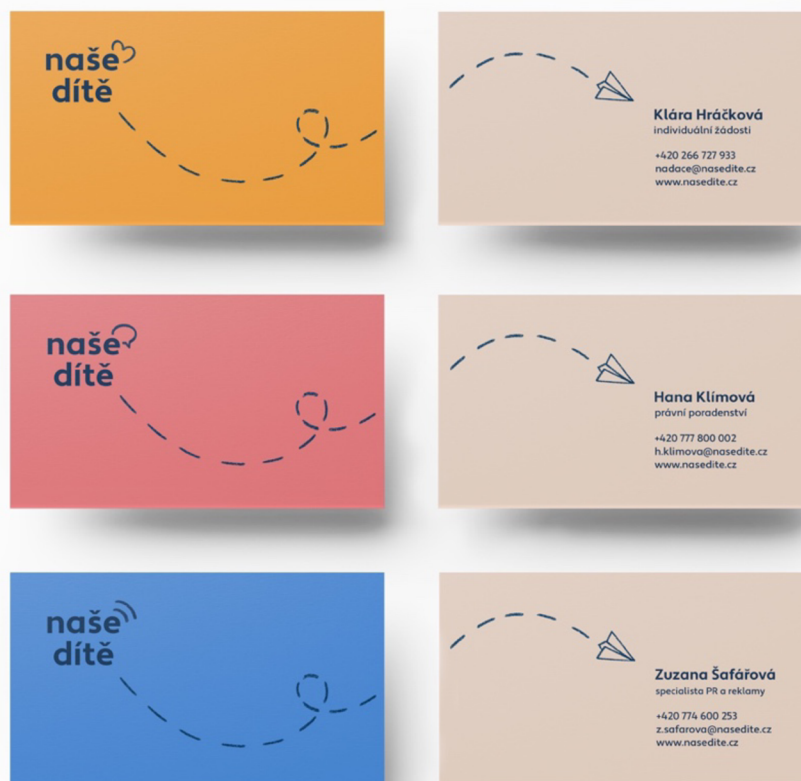 naše
dítě
Klára Hráčková
individuální žádosti
+420 266 727 933
nadace@nasedite.cz
www.nasedite.cz
naše
dítě
Hana Klímová
právní poradenství
+420 777 800 002
h.klimova@nasedite.cz
www.nasedite.cz
naše
dítě
Zuzana Šafářová
specialista PR a reklamy
+420 774 600 253
z.safarova@nasedite.cz
www.nasedite.cz